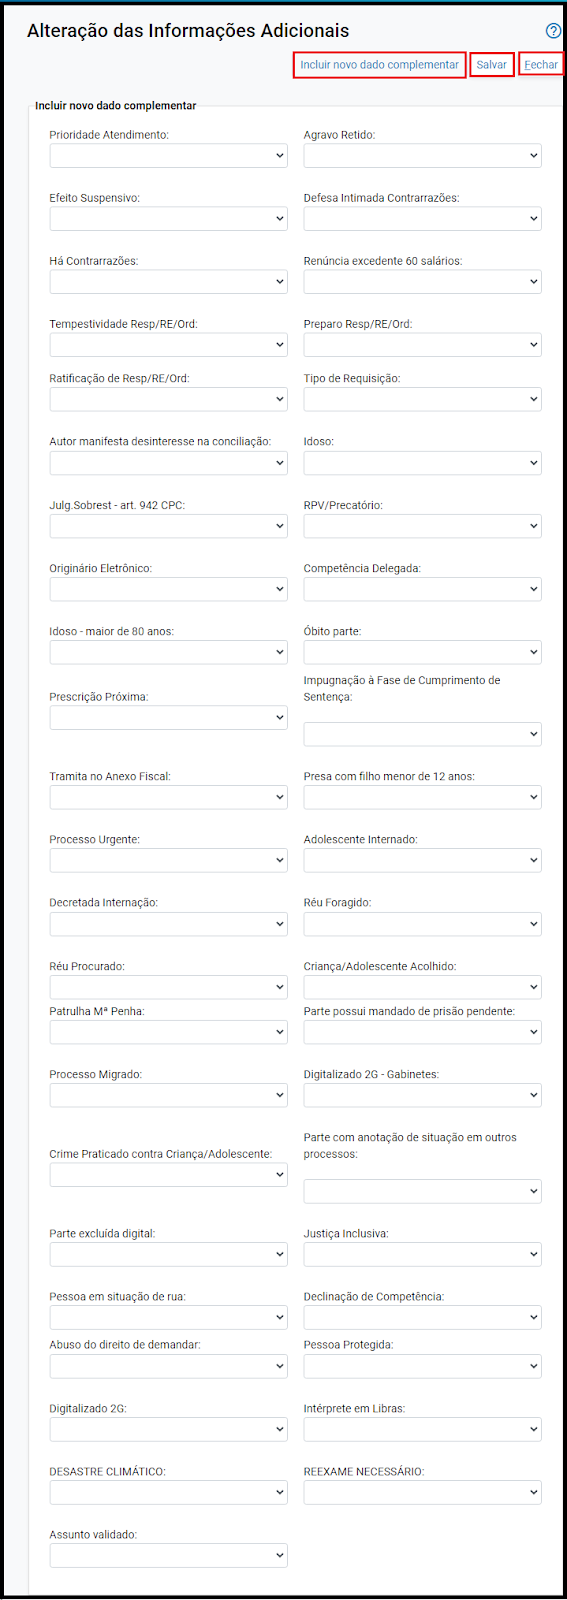 Alteração das Informações Adicionais
Incluir novo dado complementar Salvar Fechar
Incluir novo dado complementar
Prioridade Atendimento: Agravo Retido:
Efeito Suspensivo: Defesa Intimada Contrarrazões:
Há Contrarrazões: Renúncia excedente 60 salários:
Tempestividade Resp/RE/Ord: Preparo Resp/RE/Ord:
Ratificação de Resp/RE/Ord: Tipo de Requisição:
Autor manifesta desinteresse na conciliação: Idoso:
Julg.Sobrest - art. 942 CPC: RPV/Precatório:
Originário Eletrônico: Competência Delegada:
Idoso - maior de 80 anos: Óbito parte:
Prescrição Próxima: Impugnação à Fase de Cumprimento de
Sentença:
Tramita no Anexo Fiscal: Presa com filho menor de 12 anos:
Processo Urgente: Adolescente Internado:
Decretada Internação: Réu Foragido:
Réu Procurado: Criança/Adolescente Acolhido:
Patrulha Mª Penha: Parte possui mandado de prisão pendente:
Processo Migrado: Digitalizado 2G - Gabinetes:
Crime Praticado contra Criança/Adolescente: Parte com anotação de situação em outros
processos:
Parte excluída digital: Justiça Inclusiva:
Pessoa em situação de rua: Declinação de Competência:
Abuso do direito de demandar: Pessoa Protegida:
Digitalizado 2G: Intérprete em Libras:
DESASTRE CLIMÁTICO: REEXAME NECESSÁRIO:
Assunto validado: